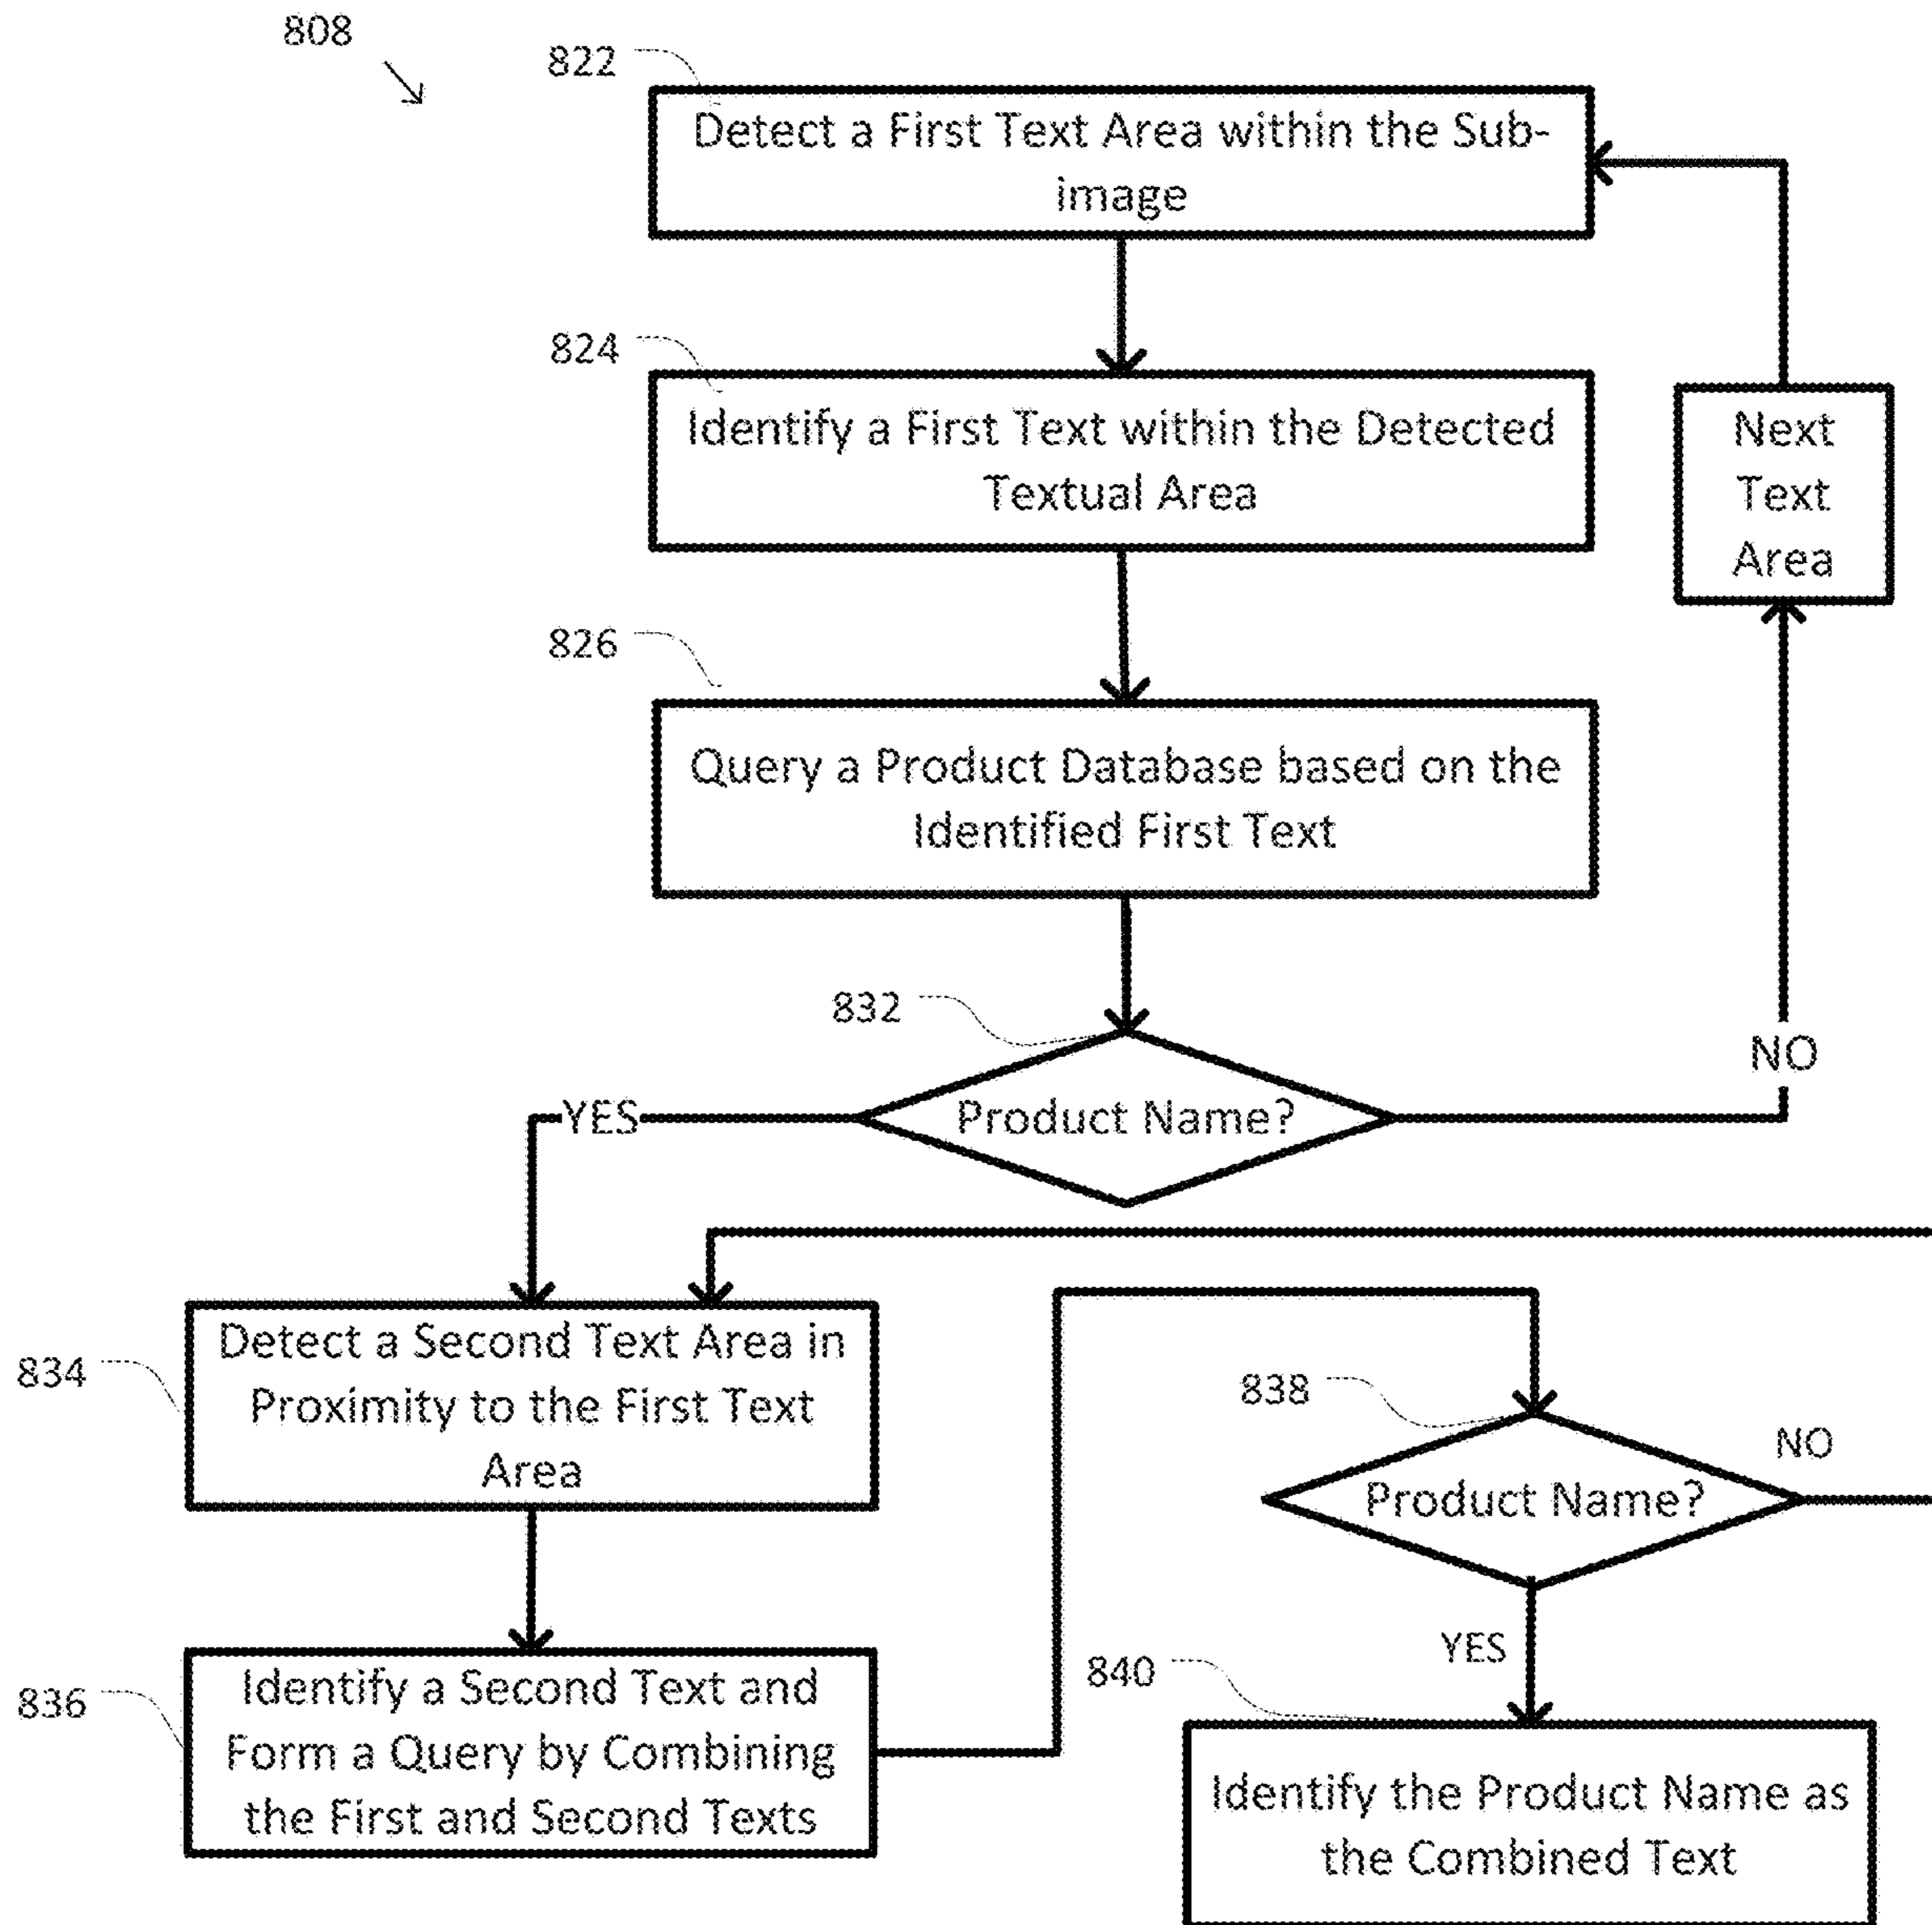 808
822
Detect a First Text Area within the Sub-
image
824
Identify a First Text within the Detected
Textual Area
Next
Text
Area
826
Query a Product Database based on the
Identified First Text
832
Product Name?
YES
NO
834
Detect a Second Text Area in
Proximity to the First Text
Area
836
Identify a Second Text and
Form a Query by Combining
the First and Second Texts
838
Product Name?
NO
YES
840
Identify the Product Name as
the Combined Text